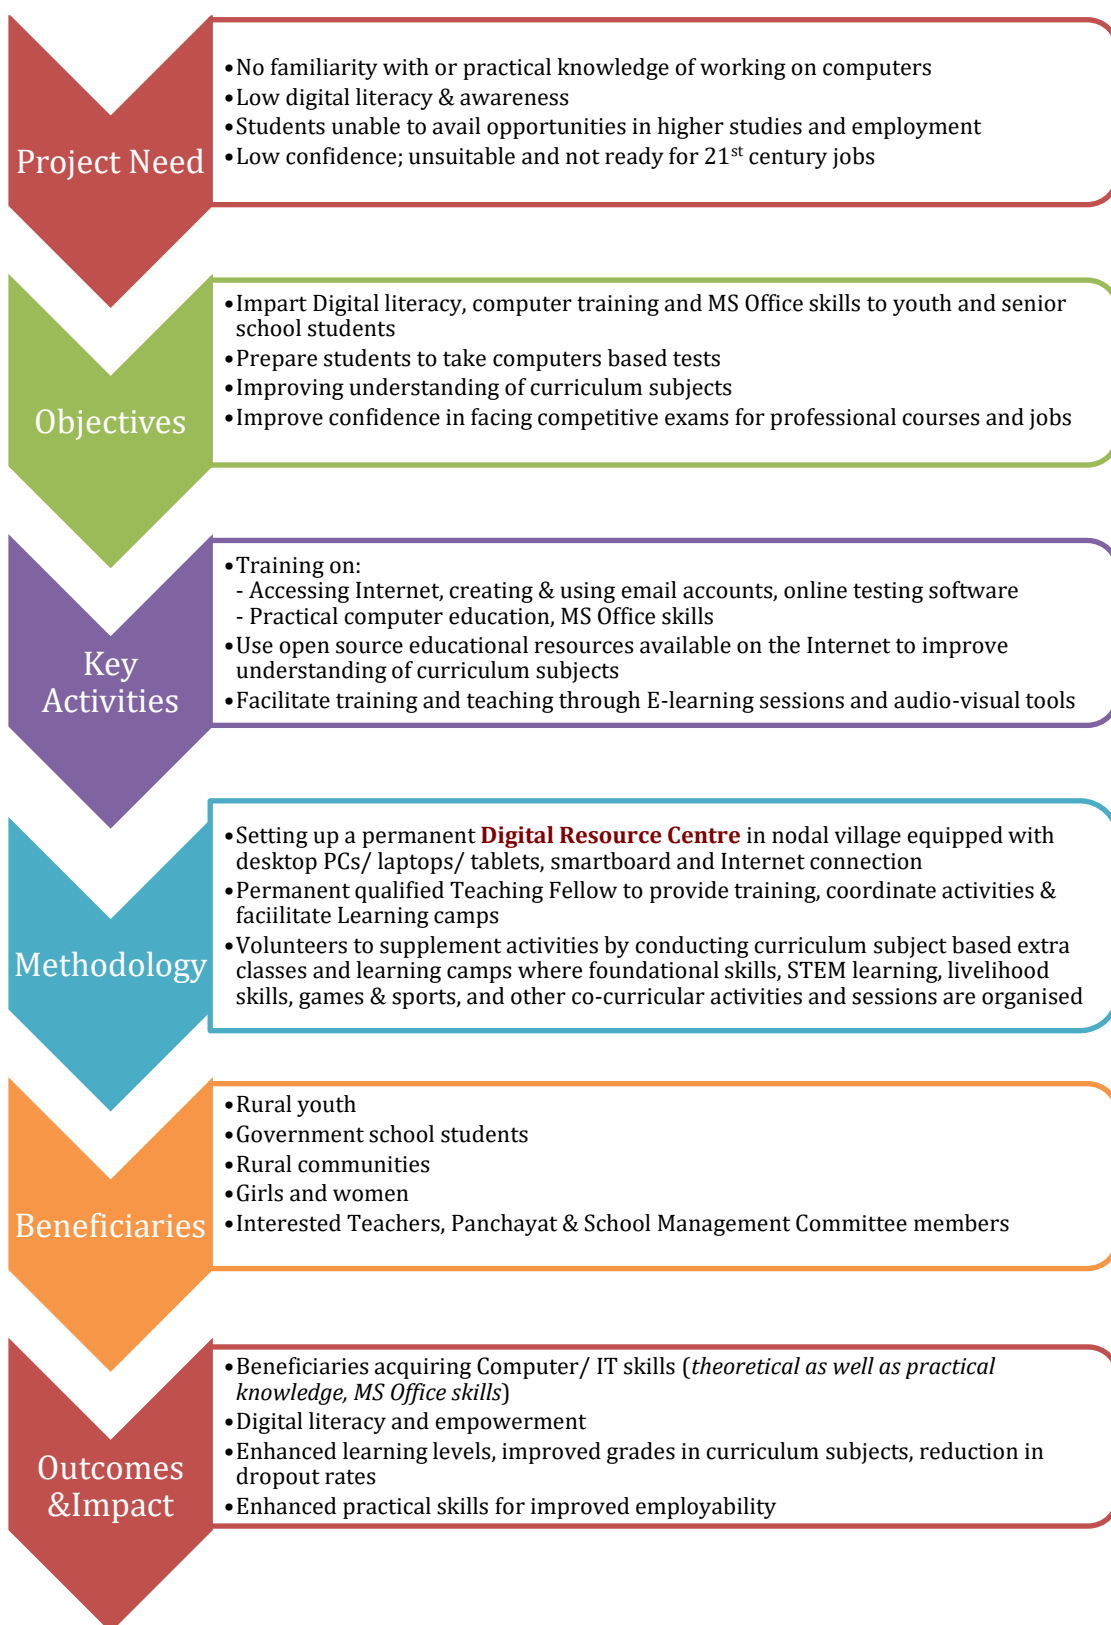 Project Need
•No familiarity with or practical knowledge of working on computers
•Low digital literacy & awareness
•Students unable to avail opportunities in higher studies and employment
•Low confidence; unsuitable and not ready for 21st century jobs
Objectives
•Impart Digital literacy, computer training and MS Office skills to youth and senior
school students
•Prepare students to take computers based tests
•Improving understanding of curriculum subjects
•Improve confidence in facing competitive exams for professional courses and jobs
Key
Activities
•Training on:
- Accessing Internet, creating & using email accounts, online testing software
- Practical computer education, MS Office skills
•Use open source educational resources available on the Internet to improve
understanding of curriculum subjects
•Facilitate training and teaching through E-learning sessions and audio-visual tools
Methodology
•Setting up a permanent Digital Resource Centre in nodal village equipped with
desktop PCs/ laptops/ tablets, smartboard and Internet connection
•Permanent qualified Teaching Fellow to provide training, coordinate activities &
faciilitate Learning camps
•Volunteers to supplement activities by conducting curriculum subject based extra
classes and learning camps where foundational skills, STEM learning, livelihood
skills, games & sports, and other co-curricular activities and sessions are organised
Beneficiaries
•Rural youth
•Government school students
•Rural communities
•Girls and women
•Interested Teachers, Panchayat & School Management Committee members
Outcomes
&Impact
•Beneficiaries acquiring Computer/ IT skills (theoretical as well as practical
knowledge, MS Office skills)
•Digital literacy and empowerment
•Enhanced learning levels, improved grades in curriculum subjects, reduction in
dropout rates
•Enhanced practical skills for improved employability